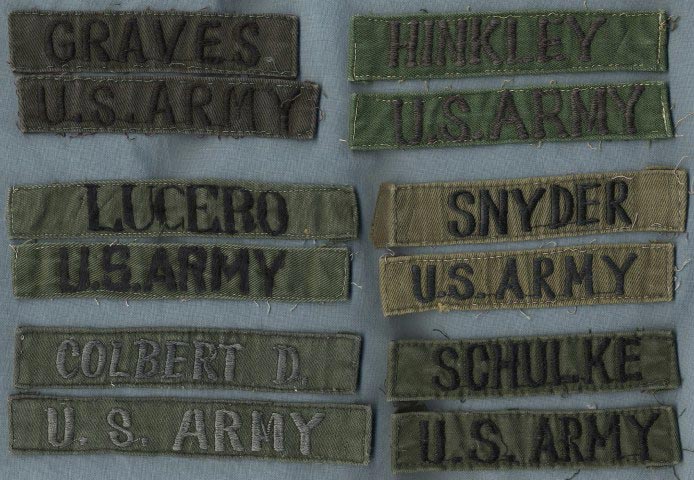 GRAVES
U.S. ARMY
HINKLEY
U.S. ARMY
LUCERO
U.S. ARMY
SNYDER
U.S. ARMY
COLBERT D.
U. S. ARMY
SCHULKE
U.S. ARMY